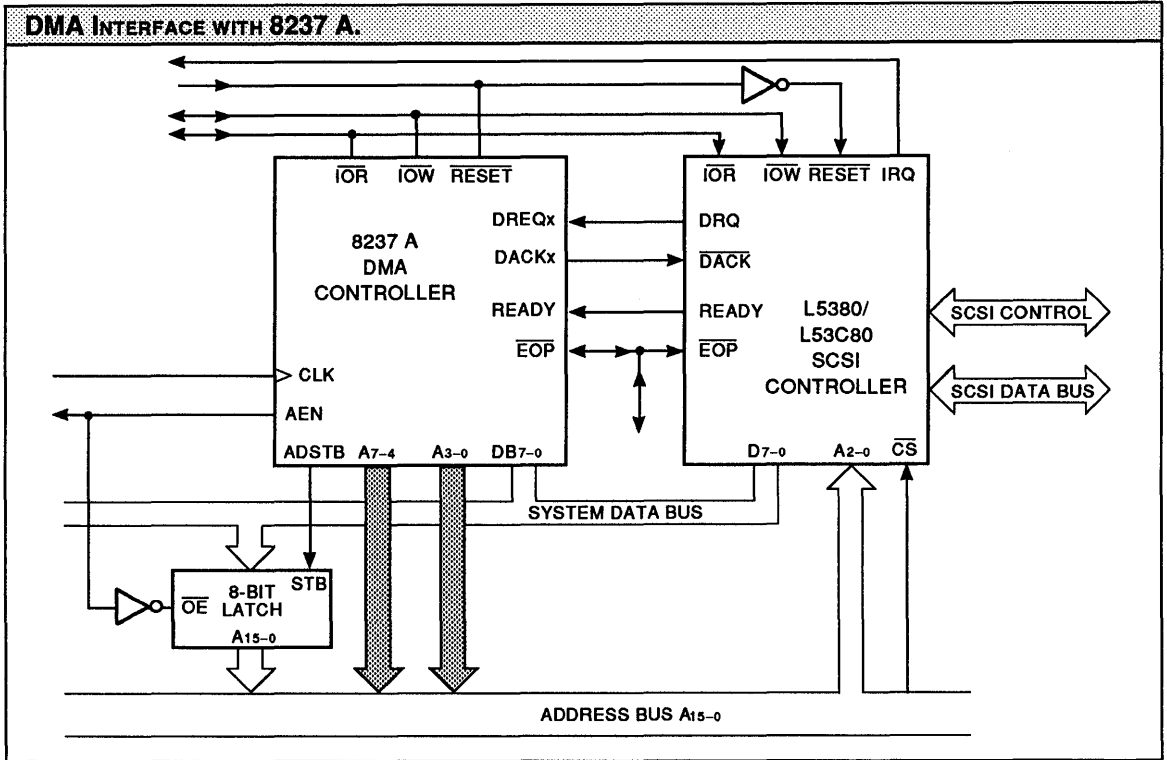 DMA INTERFACE WITH 8237 A.
IOR IOW RESET
IOR IOW RESET IRQ
DREQx
DRQ
8237 A
DMA
CONTROLLER
DACKx
DACK
READY
READY
L5380/
L53C80
SCSI
CONTROLLER
SCSI CONTROL
EOP
EOP
CLK
SCSI DATA BUS
AEN
ADSTB A7–4 A3–0 DB7–0
D7–0 A2–0 CS
SYSTEM DATA BUS
STB
8-BIT
LATCH
OE
A15–0
ADDRESS BUS A15–0